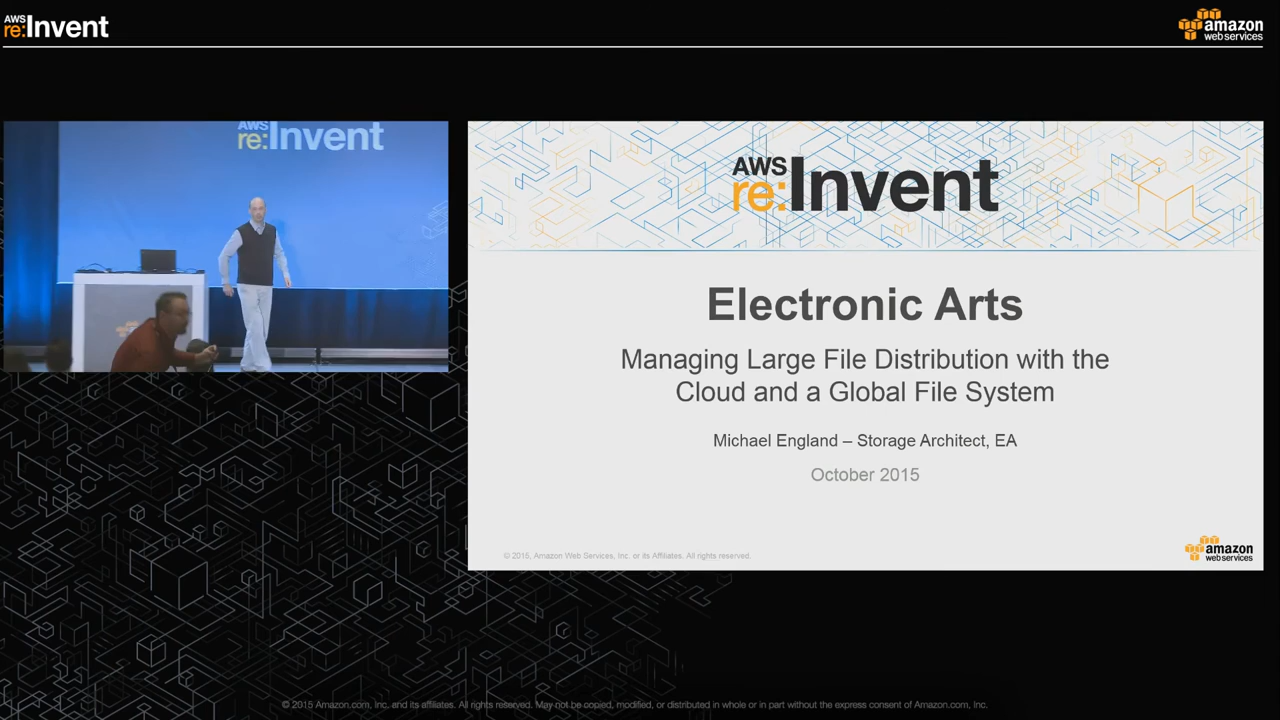 AWS
re:Invent
amazon
web services
AWS
re:Invent
AWS
re:Invent
Electronic Arts
Managing Large File Distribution with the
Cloud and a Global File System
Michael England – Storage Architect, EA
October 2015
© 2015, Amazon Web Services, Inc. or its Affiliates. All rights reserved.
amazon
web services
© 2015 Amazon.com, Inc. and its affiliates. All rights reserved. May not be copied, modified, or distributed in whole or in part without the express consent of Amazon.com, Inc.